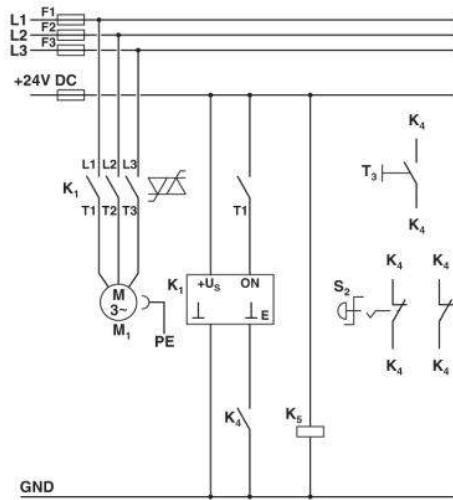 L1 F1
L2 F2
L3 F3
+24V DC
K4
L1 L2 L3
T3
K1
T1 T2 T3
T1
K4
K1 +US ON
K4 K4
M
3~
E
S2
M1
PE
K4 K4
K4
K5
GND